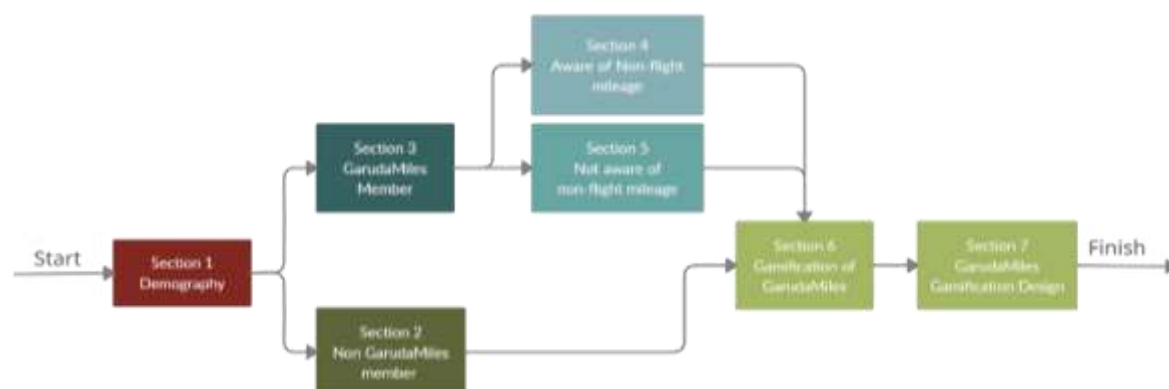 Section 4
Aware of Non-flight
mileage
Section 3
GarudaMiles
Member
Section 5
Not aware of
non-flight mileage
Start
Section 1
Demography
Section 6
Gamification of
GarudaMiles
Section 7
GarudaMiles
Gamification Design
Finish
Section 2
Non GarudaMiles
member